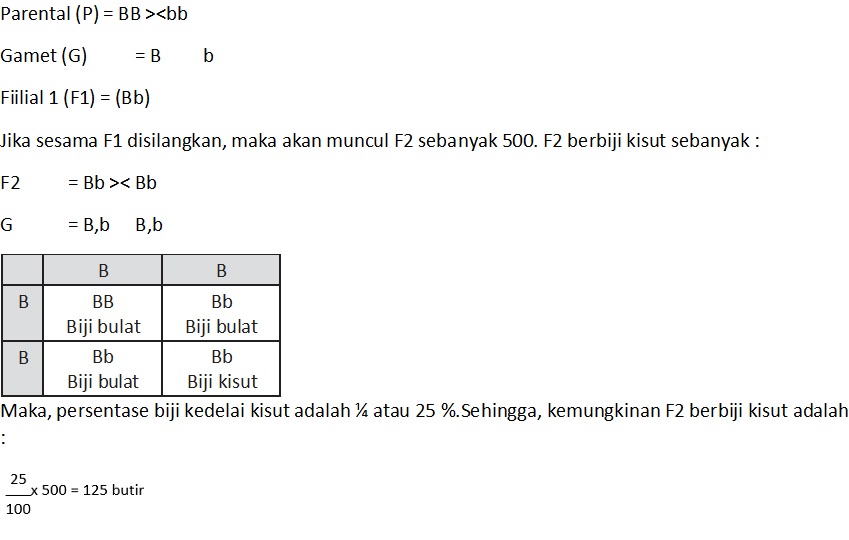 Parental (P) = BB ><bb
Gamet (G) = B b
Fiilial 1 (F1) = (Bb)
Jika sesama F1 disilangkan, maka akan muncul F2 sebanyak 500. F2 berbiji kisut sebanyak :
F2 = Bb >< Bb
G = B,b B,b
B B
B BB Bb
Biji bulat Biji bulat
B Bb Bb
Biji bulat Biji kisut
Maka, persentase biji kedelai kisut adalah ¼ atau 25 %.Sehingga, kemungkinan F2 berbiji kisut adalah
:
25
x 500 = 125 butir
100